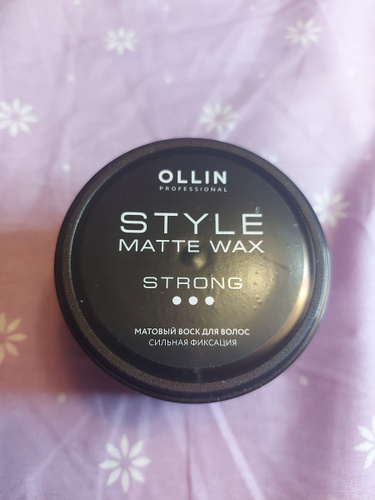 OLLIN
PROFESSIONAL
STYLE
MATTE WAX
STRONG
МАТОВЫЙ ВОСК ДЛЯ ВОЛОС
СИЛЬНАЯ ФИКСАЦИЯ